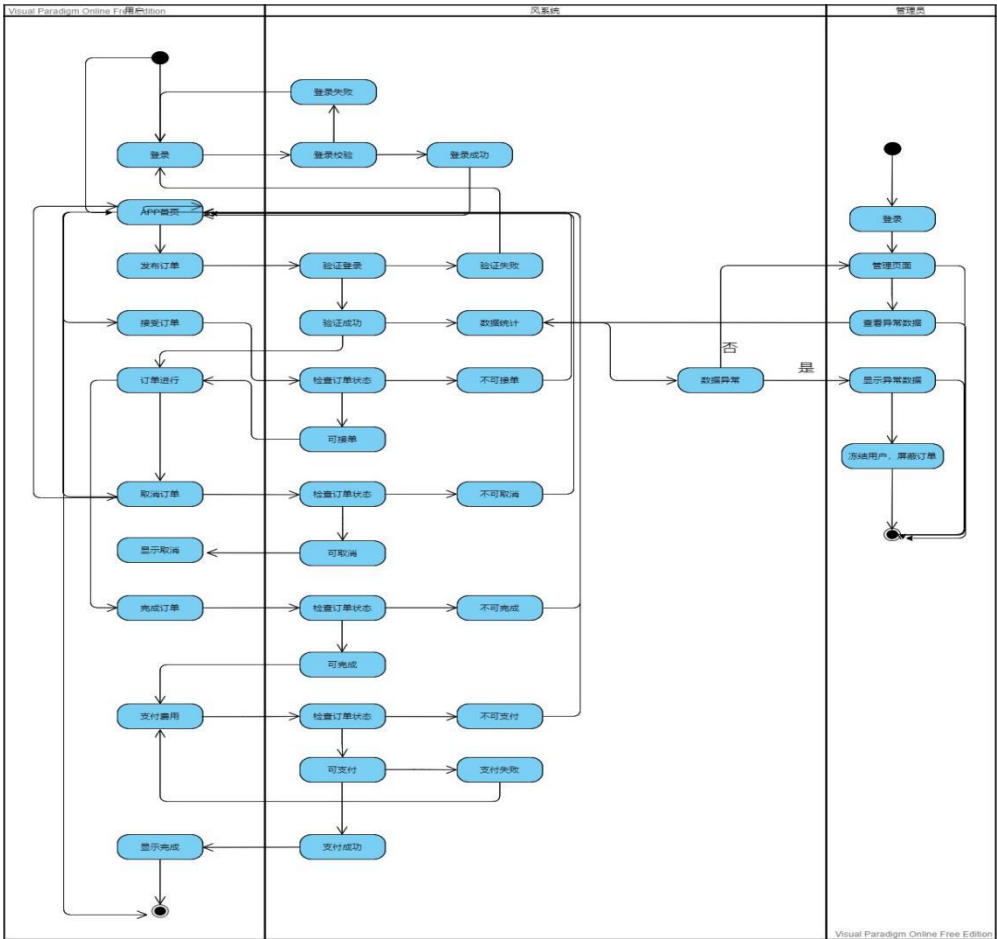 Visual Paradigm Online Free Edition
用户
风系统
管理员
登录失败
登录
登录校验
登录成功
APP首页
登录
发布订单
验证登录
验证失败
管理页面
接受订单
验证成功
数据统计
查看异常数据
否
是
订单进行
检查订单状态
不可接单
数据异常
显示异常数据
可接单
冻结用户，屏蔽订单
取消订单
检查订单状态
不可取消
显示取消
可取消
完成订单
检查订单状态
不可完成
可完成
支付费用
检查订单状态
不可支付
可支付
支付失败
显示完成
支付成功
Visual Paradigm Online Free Edition